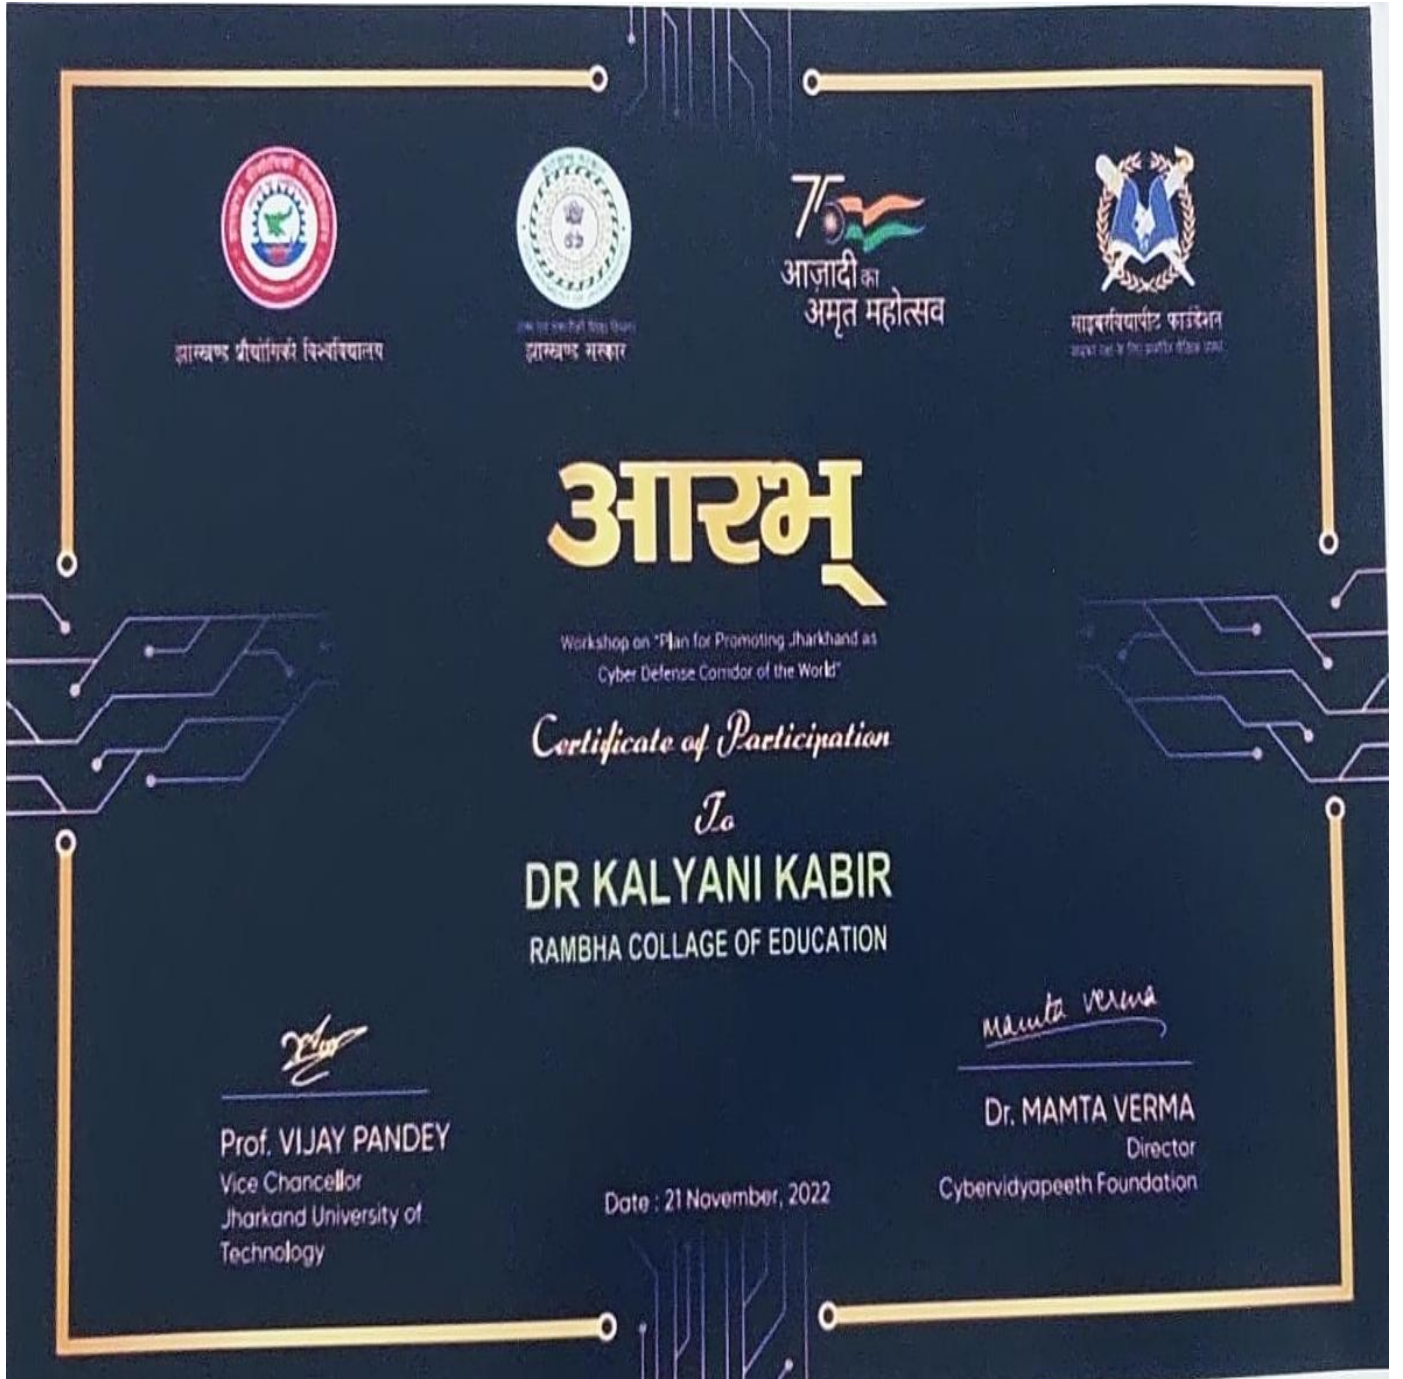 झारखण्ड प्रौद्योगिकी विश्वविद्यालय
झारखण्ड सरकार
75
आज़ादी का
अमृत महोत्सव
साइबरविद्यापीठ फाउंडेशन
आरभ्
Workshop on "Plan for Promoting Jharkhand as
Cyber Defense Corridor of the World"
Certificate of Participation
To
DR KALYANI KABIR
RAMBHA COLLAGE OF EDUCATION
Mamta Verma
Prof. VIJAY PANDEY
Vice Chancellor
Jharkand University of
Technology
Date : 21 November, 2022
Dr. MAMTA VERMA
Director
Cybervidyapeeth Foundation